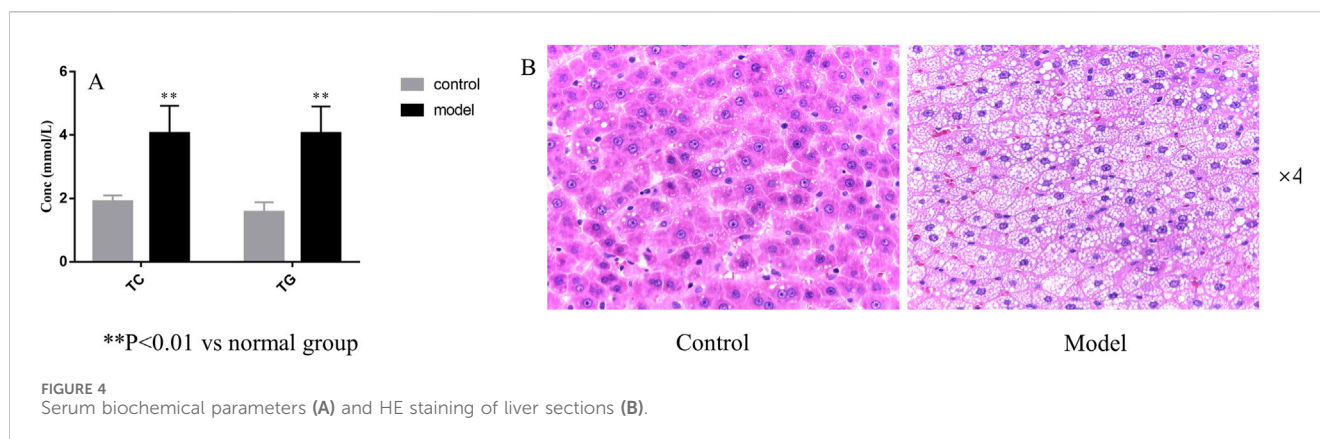 A
6
4
2
0
Conc (mmol/L)
**
**
TC
TG
control
model
**P<0.01 vs normal group
B
Control
Model
×4
FIGURE 4
Serum biochemical parameters (A) and HE staining of liver sections (B).